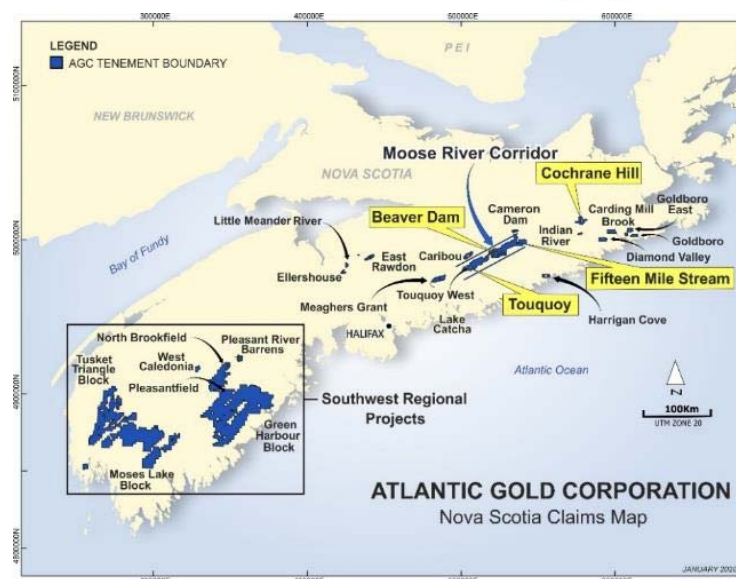 300000E
400000E
500000E
600000E
LEGEND
AGC TENEMENT BOUNDARY
PEI
5100000N
NEW BRUNSWICK
NOVA SCOTIA
Moose River Corridor
Cochrane Hill
Goldboro
East
Carding Mill
Brook
Cameron
Dam
Beaver Dam
Indian
River
Little Meander River
Goldboro
Diamond Valley
5000000N
Bay of Fundy
East
Rawdon
Caribou
Ellershouse
Fifteen Mile Stream
Touquoy West
Meaghers Grant
Touquoy
Lake
Catcha
Harrigan Cove
HALIFAX
North Brookfield
Pleasant River
Barrens
West
Caledonia
Tusket
Triangle
Block
Pleasantfield
Atlantic Ocean
N
Southwest Regional
Projects
100Km
UTM ZONE 20
Green
Harbour
Block
Moses Lake
Block
ATLANTIC GOLD CORPORATION
Nova Scotia Claims Map
JANUARY 2020